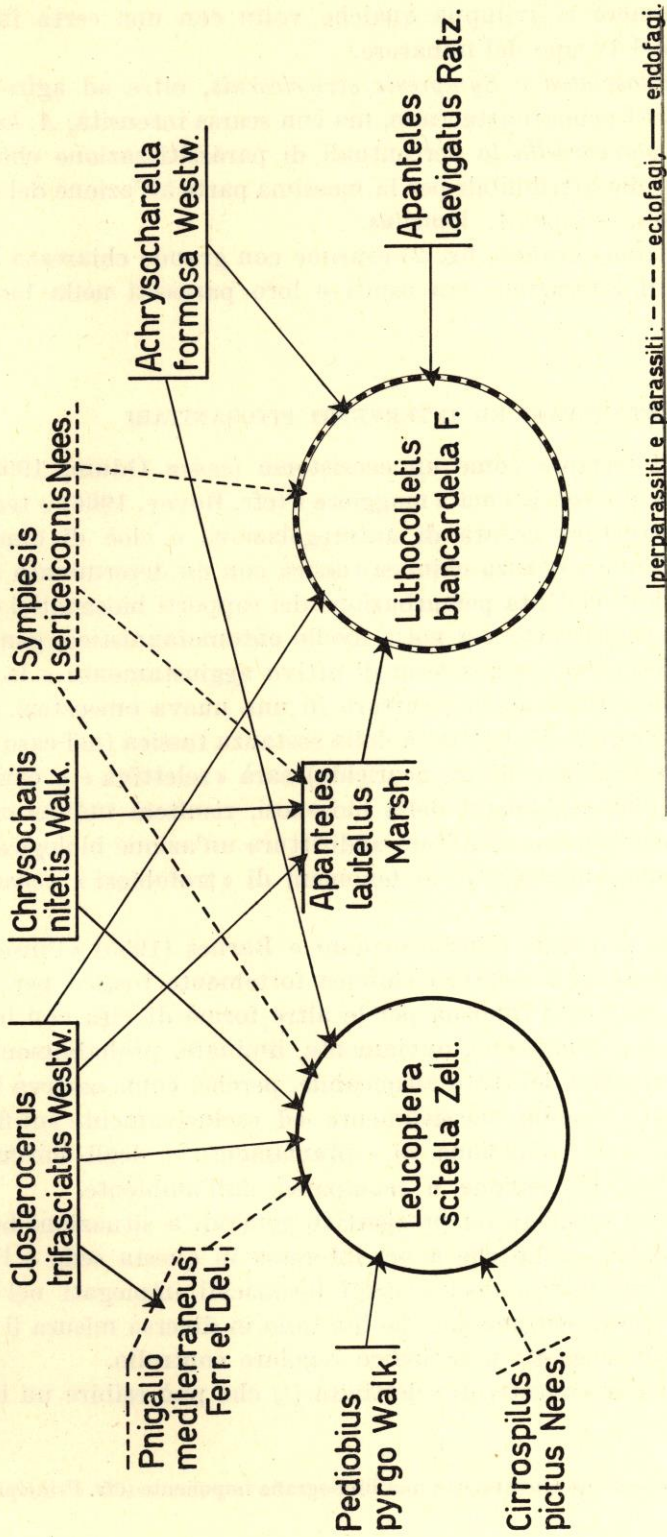 Closterocerus
trifasciatus Westw.
Chrysocharis
nitetis Walk.
Sympiesis
sericeicornis Nees.
Achrysocharella
formosa Westw.
Pnigalio
mediterraneus
Ferr. et Del.
Pediobius
pyrgo Walk.
Cirrospilus
pictus Nees.
Leucoptera
scitella Zell.
Apanteles
lautellus
Marsh.
Lithocolletis
blancardella F.
Apanteles
laevigatus Ratz.
Iperparassiti e parassiti: ---- ectofagi, — endofagi